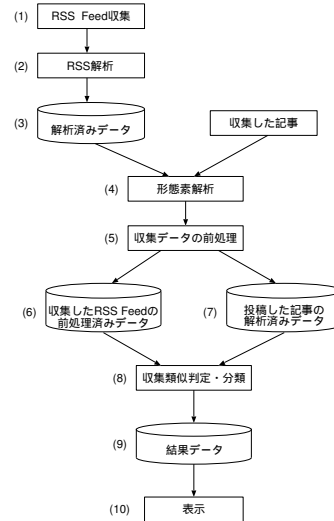 (1) RSS Feed収集
(2) RSS解析
(3) 解析済みデータ
収集した記事
(4) 形態素解析
(5) 収集データの前処理
(6) 収集したRSS Feedの
前処理済みデータ
(7) 投稿した記事の
解析済みデータ
(8) 収集類似判定・分類
(9) 結果データ
(10) 表示